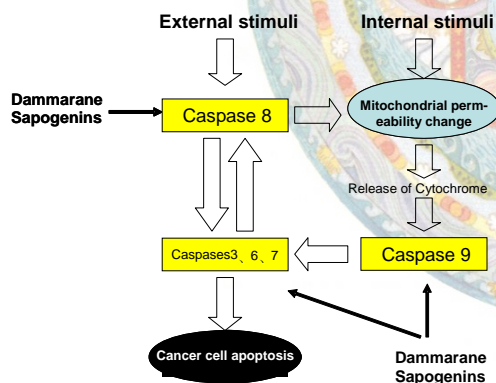 External stimuli
Internal stimuli
Dammarane
Sapogenins
Caspase 8
Mitochondrial perm-
eability change
Release of Cytochrome
Caspases3、6、7
Caspase 9
Cancer cell apoptosis
Dammarane
Sapogenins